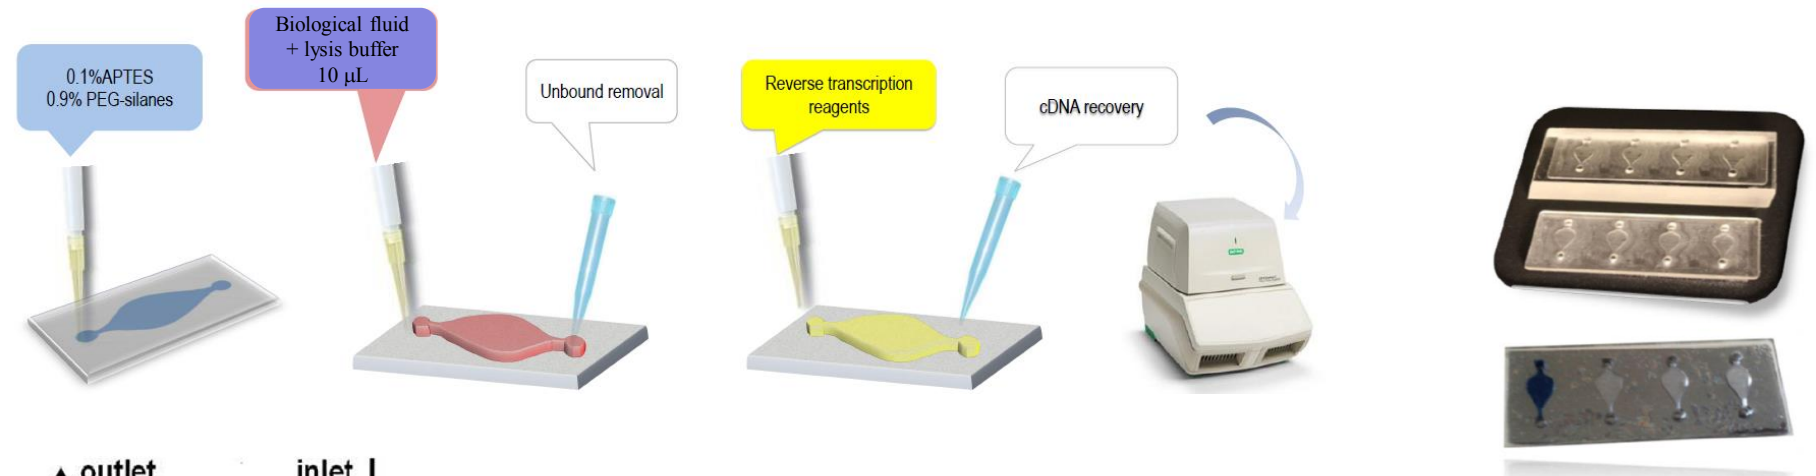 0.1%APTES
0.9% PEG-silanes
Biological fluid
+ lysis buffer
10 µL
Unbound removal
Reverse transcription
reagents
cDNA recovery
outlet
inlet